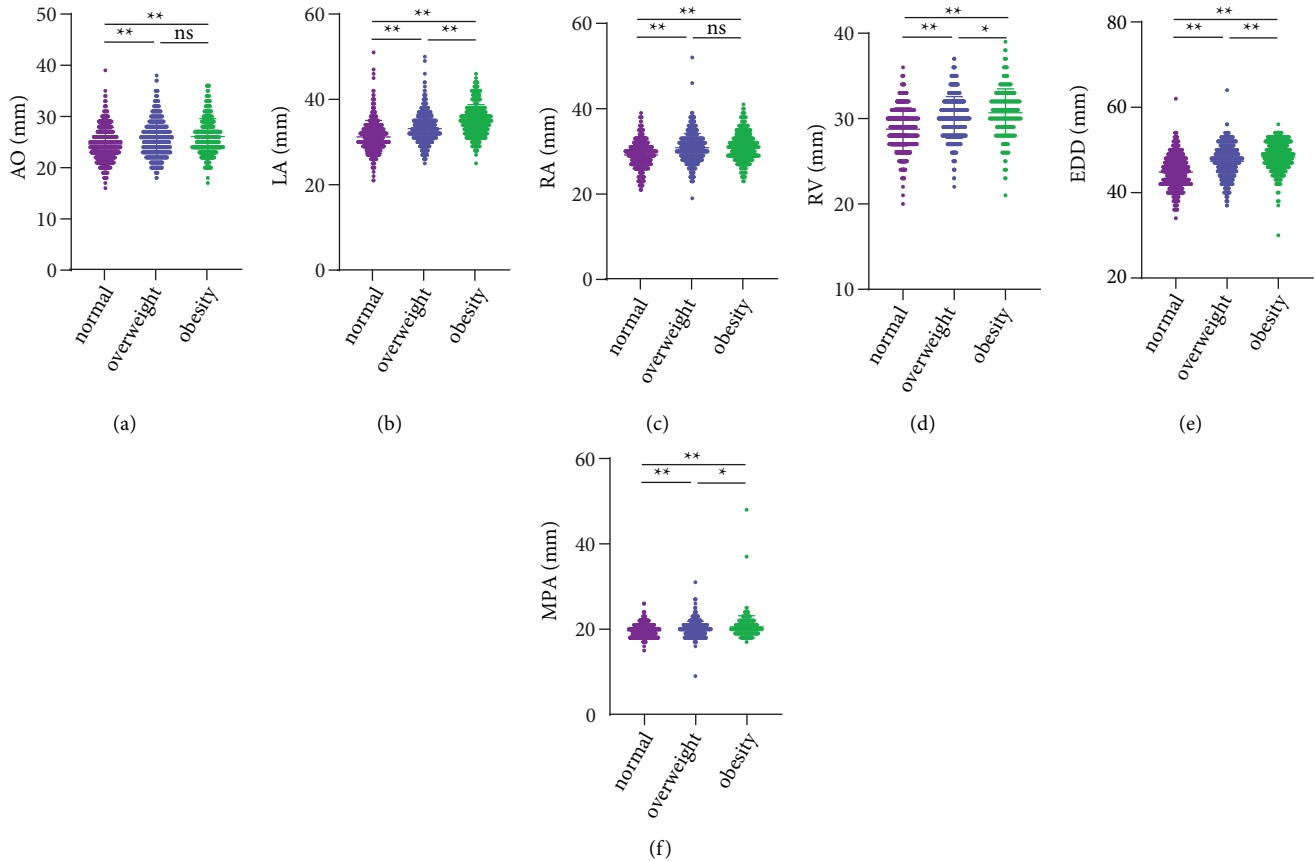 50
40
30
20
10
0
AO (mm)
**
**
ns
normal
overweight
obesity
(a)
60
40
20
0
LA (mm)
**
**
**
normal
overweight
obesity
(b)
60
40
20
0
RA (mm)
**
**
ns
normal
overweight
obesity
(c)
40
30
20
10
RV (mm)
**
**
*
normal
overweight
obesity
(d)
80
60
40
20
EDD (mm)
**
**
**
normal
overweight
obesity
(e)
60
40
20
0
MPA (mm)
**
**
*
normal
overweight
obesity
(f)